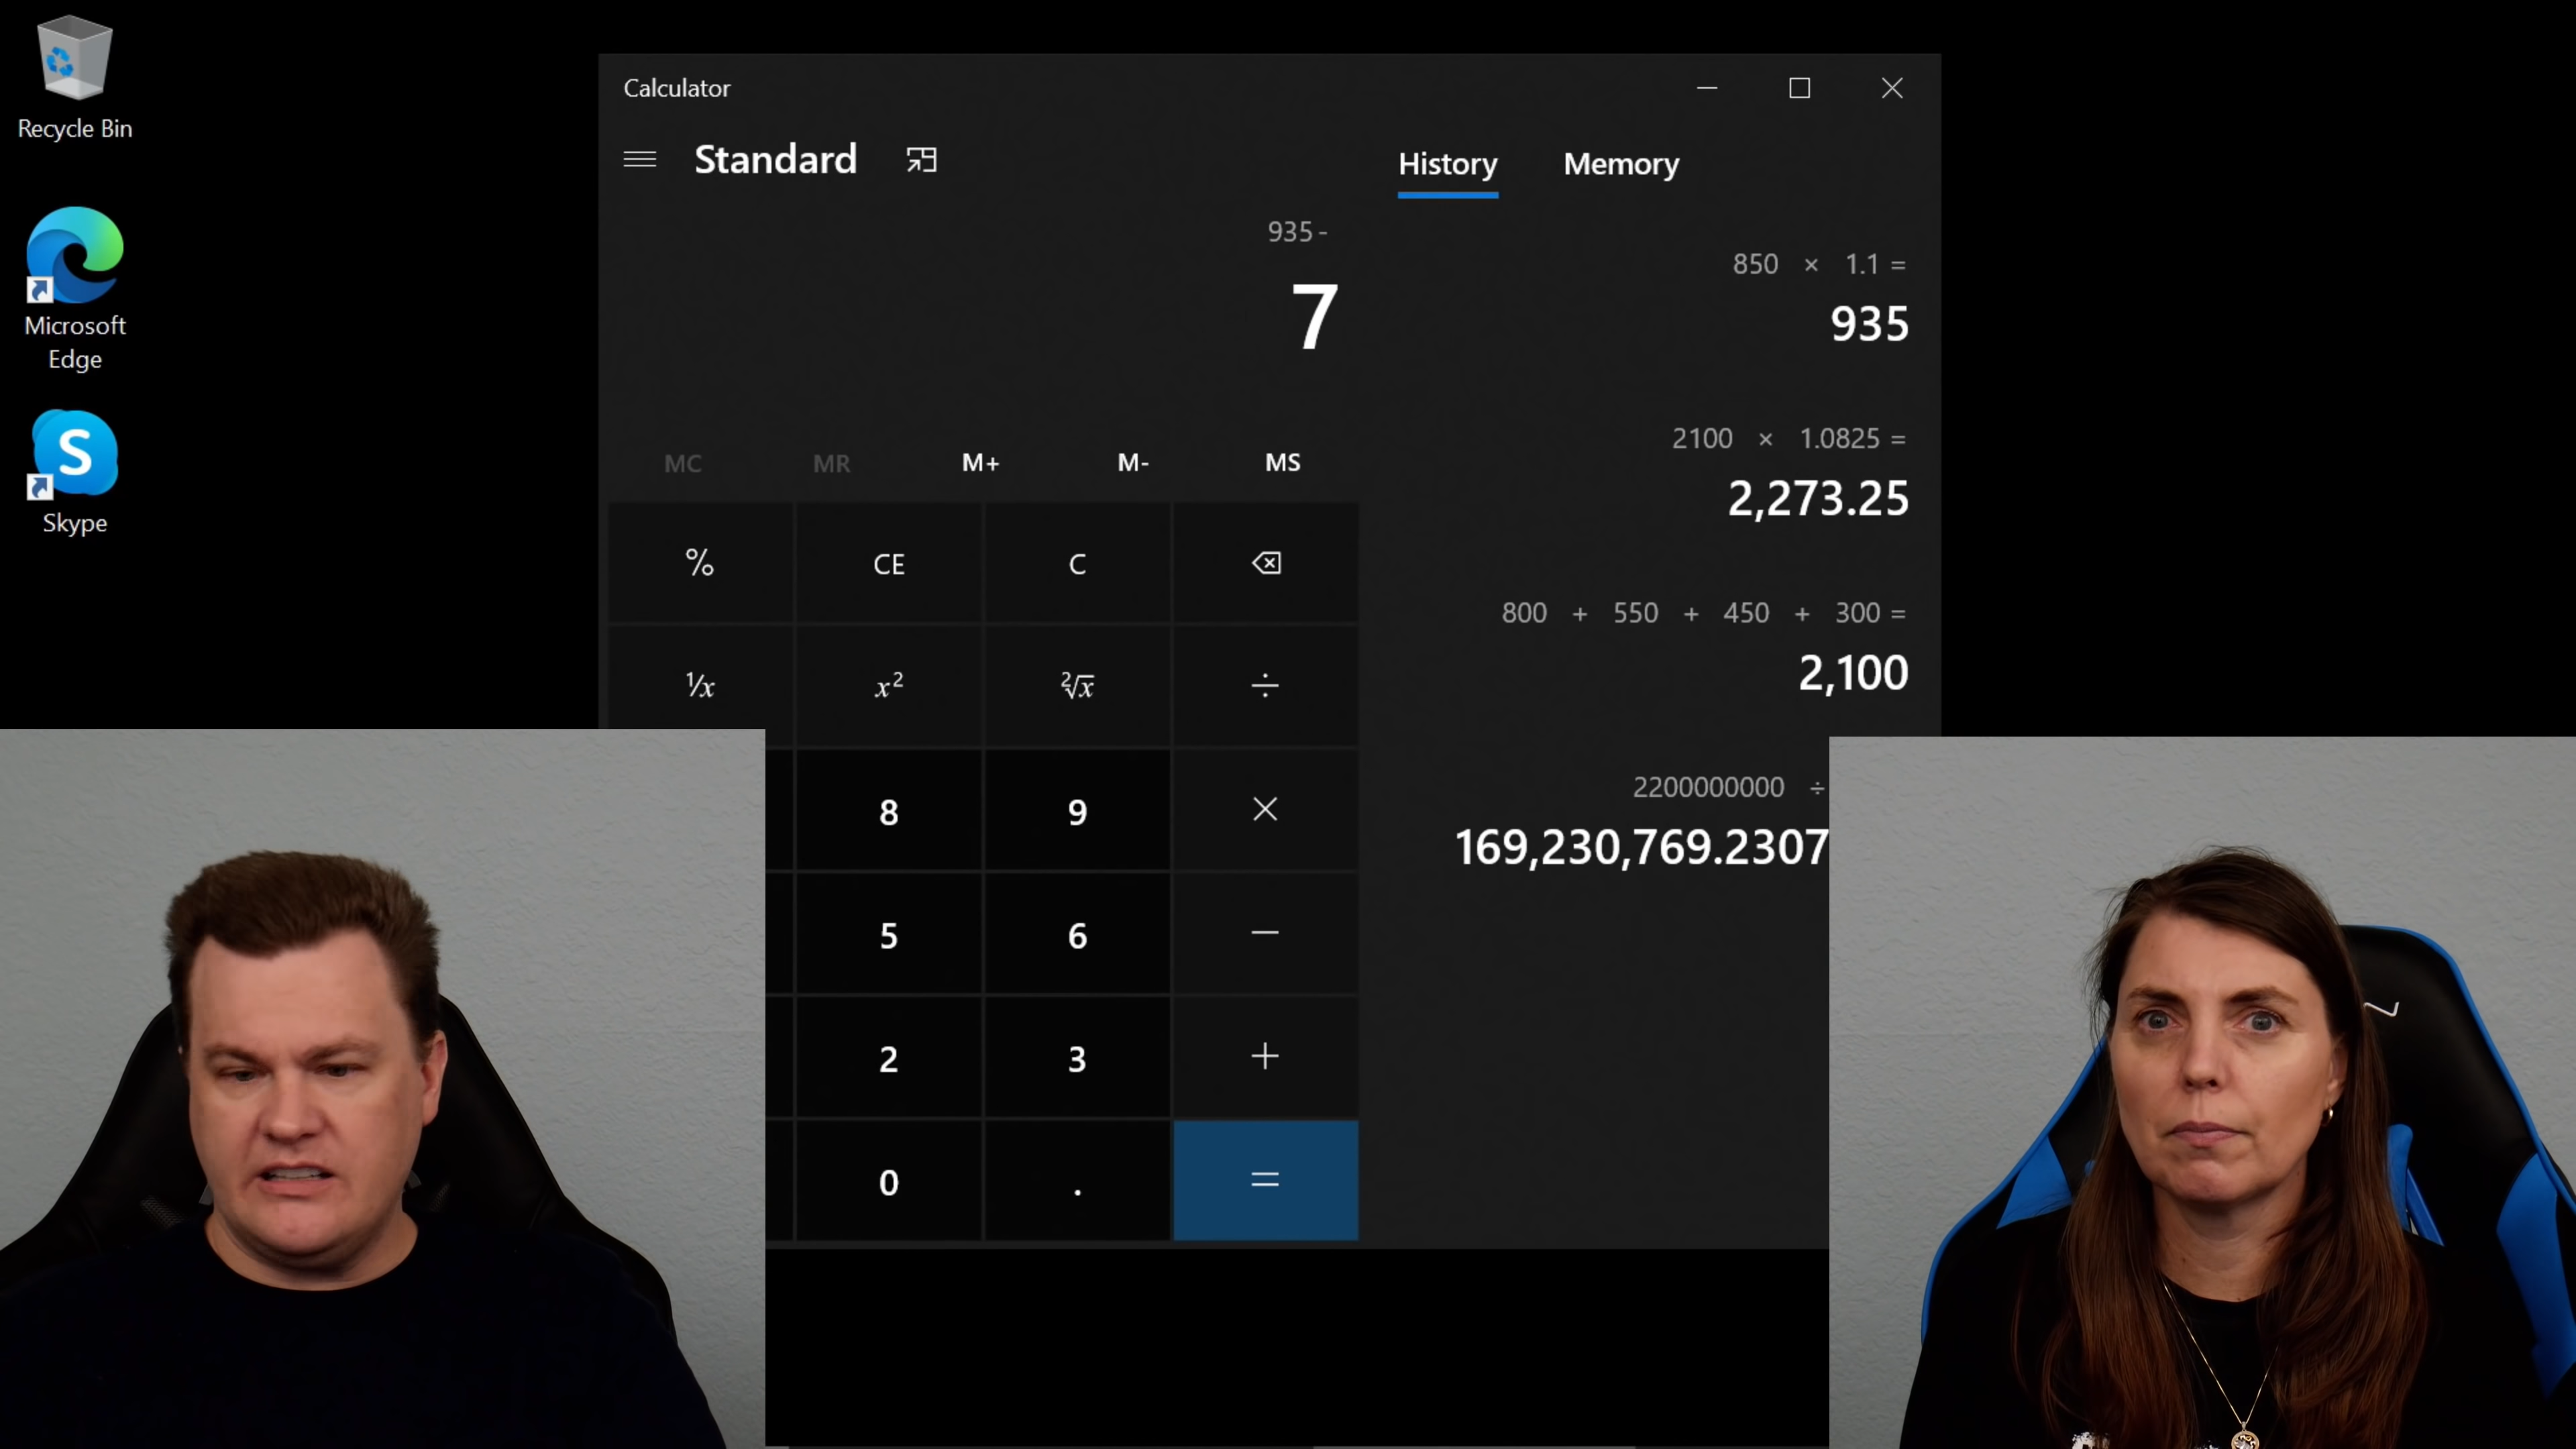 Recycle Bin
Microsoft
Edge
S
Skype
Calculator
Standard
History Memory
935 -
7
850 × 1.1 =
935
2100 × 1.0825 =
2,273.25
800 + 550 + 450 + 300 =
2,100
2200000000 ÷
169,230,769.2307
MC MR M+ M- MS
% CE C
¹/x x² ²√x ÷
8 9 ×
5 6 −
2 3 +
0 . =